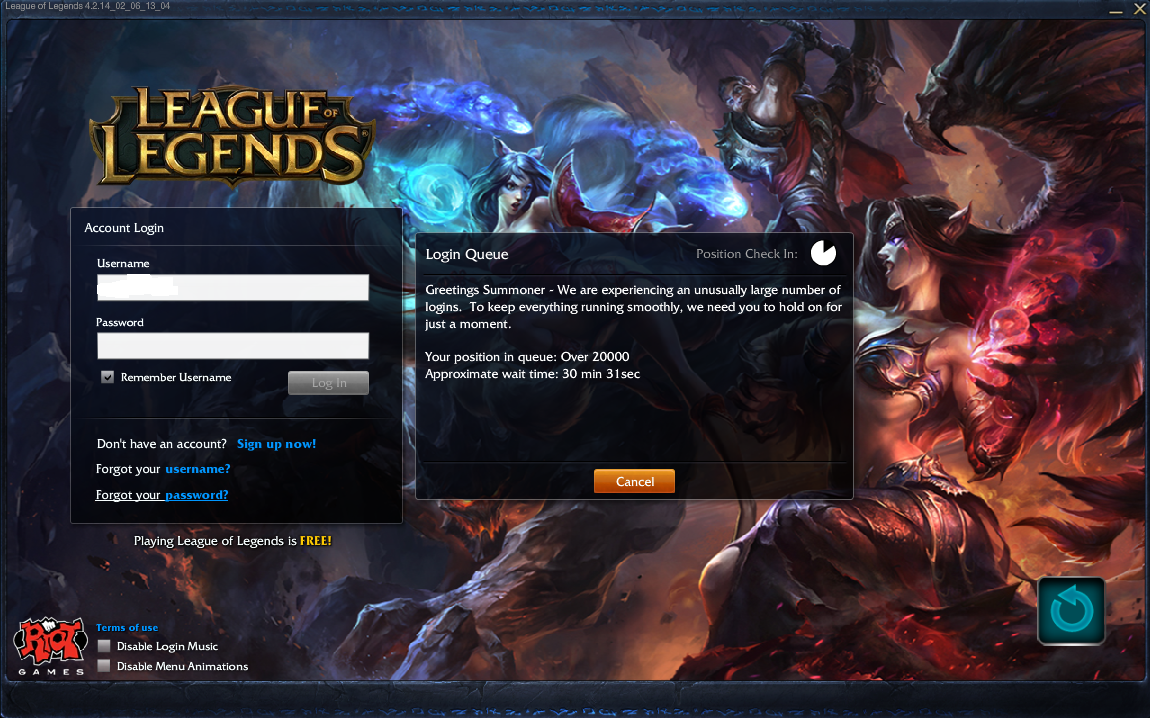 League of Legends 4.2.14_02_06_13_04
LEAGUE OF
LEGENDS®
Account Login
Username
Password
Remember Username
Log In
Don't have an account? Sign up now!
Forgot your username?
Forgot your password?
Playing League of Legends is FREE!
Login Queue
Position Check In:
Greetings Summoner - We are experiencing an unusually large number of
logins. To keep everything running smoothly, we need you to hold on for
just a moment.
Your position in queue: Over 20000
Approximate wait time: 30 min 31sec
Cancel
RIOT
GAMES
Terms of use
Disable Login Music
Disable Menu Animations